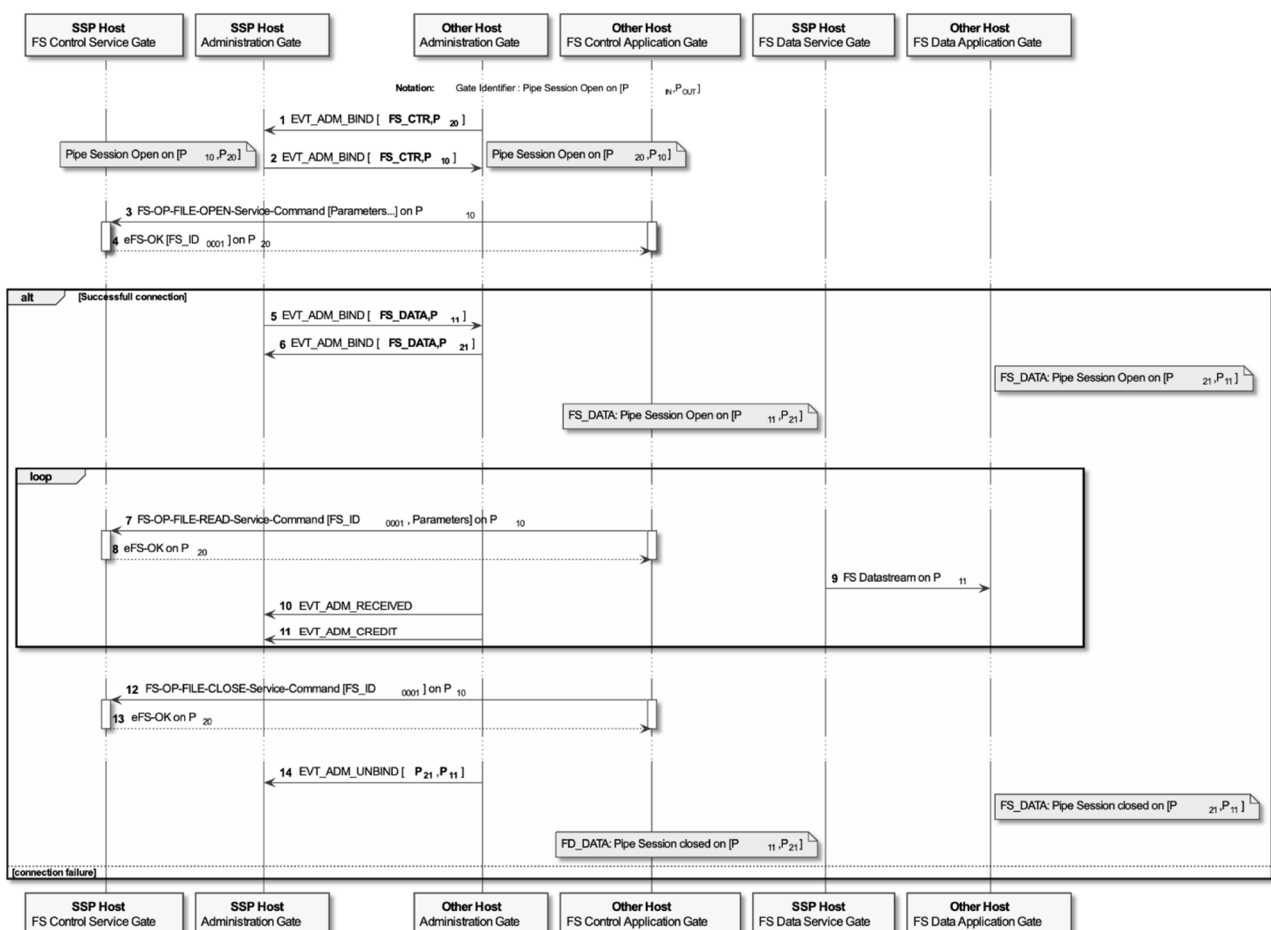 SSP Host SSP Host Other Host Other Host SSP Host Other Host
FS Control Service Gate Administration Gate Administration Gate FS Control Application Gate FS Data Service Gate FS Data Application Gate
Notation: Gate Identifier : Pipe Session Open on [P IN,POUT]
1 EVT_ADM_BIND [ FS_CTR,P 20 ]
Pipe Session Open on [P 10 ,P20] 2 EVT_ADM_BIND [ FS_CTR,P 10 ] Pipe Session Open on [P 20 ,P10]
3 FS-OP-FILE-OPEN-Service-Command [Parameters...] on P 10
4 eFS-OK [FS_ID 0001 ] on P 20
alt [Successfull connection]
5 EVT_ADM_BIND [ FS_DATA,P 11 ]
6 EVT_ADM_BIND [ FS_DATA,P 21 ]
FS_DATA: Pipe Session Open on [P 21 ,P11]
FS_DATA: Pipe Session Open on [P 11 ,P21]
loop
7 FS-OP-FILE-READ-Service-Command [FS_ID 0001 , Parameters] on P 10
8 eFS-OK on P 20
9 FS Datastream on P 11
10 EVT_ADM_RECEIVED
11 EVT_ADM_CREDIT
12 FS-OP-FILE-CLOSE-Service-Command [FS_ID 0001 ] on P 10
13 eFS-OK on P 20
14 EVT_ADM_UNBIND [ P21 ,P11 ]
FS_DATA: Pipe Session closed on [P 21 ,P11 ]
FD_DATA: Pipe Session closed on [P 11 ,P21]
[connection failure]
SSP Host SSP Host Other Host Other Host SSP Host Other Host
FS Control Service Gate Administration Gate Administration Gate FS Control Application Gate FS Data Service Gate FS Data Application Gate